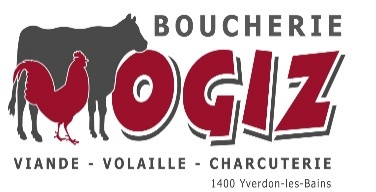 BOUCHERIE
OGIZ
VIANDE - VOLAILLE - CHARCUTERIE
1400 Yverdon-les-Bains